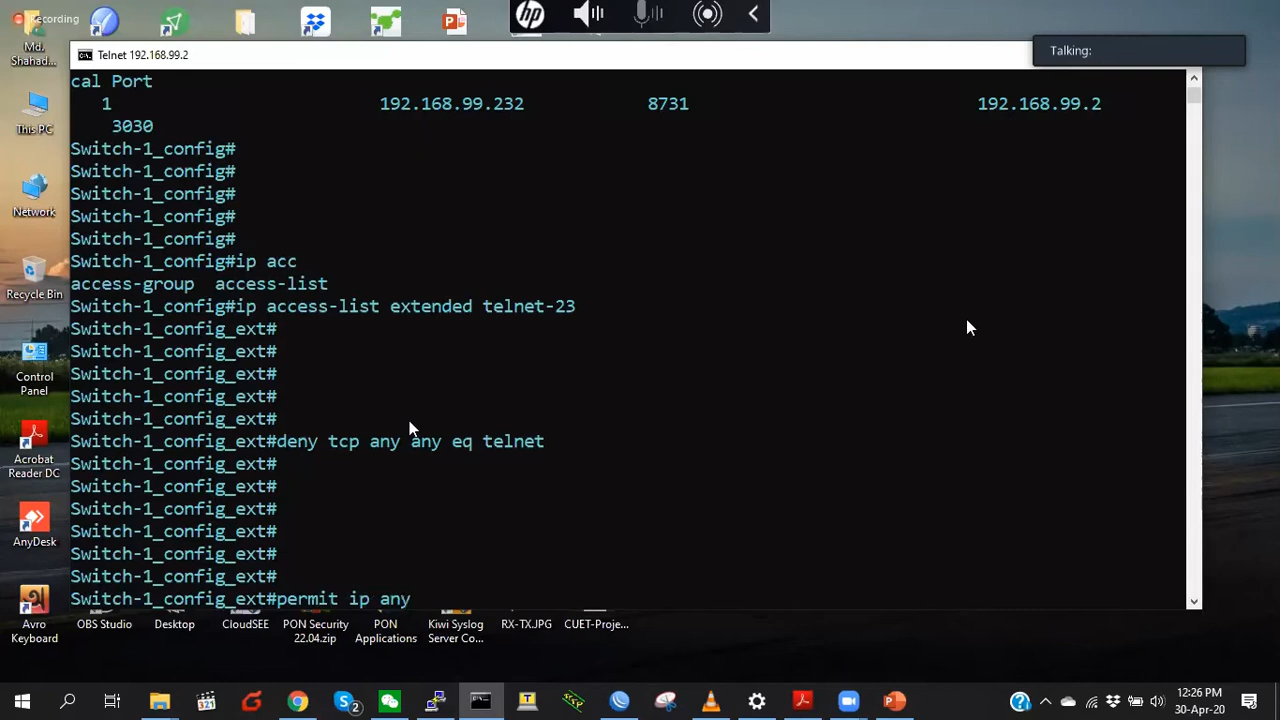 Recording
hp
Talking:
Md.
Shahad...
Telnet 192.168.99.2
cal Port
1 192.168.99.232 8731 192.168.99.2
3030
Switch-1_config#
Switch-1_config#
Switch-1_config#
Switch-1_config#
Switch-1_config#
Switch-1_config#ip acc
access-group access-list
Switch-1_config#ip access-list extended telnet-23
Switch-1_config_ext#
Switch-1_config_ext#
Switch-1_config_ext#
Switch-1_config_ext#
Switch-1_config_ext#
Switch-1_config_ext#deny tcp any any eq telnet
Switch-1_config_ext#
Switch-1_config_ext#
Switch-1_config_ext#
Switch-1_config_ext#
Switch-1_config_ext#
Switch-1_config_ext#
Switch-1_config_ext#permit ip any
This PC
Network
Recycle Bin
Control
Panel
Acrobat
Reader DC
AnyDesk
Avro
Keyboard
OBS Studio
Desktop
CloudSEE
PON Security
22.04.zip
PON
Applications
Kiwi Syslog
Server Co...
RX-TX.JPG
CUET-Proje...
321
2
12:26 PM
30-Apr-20